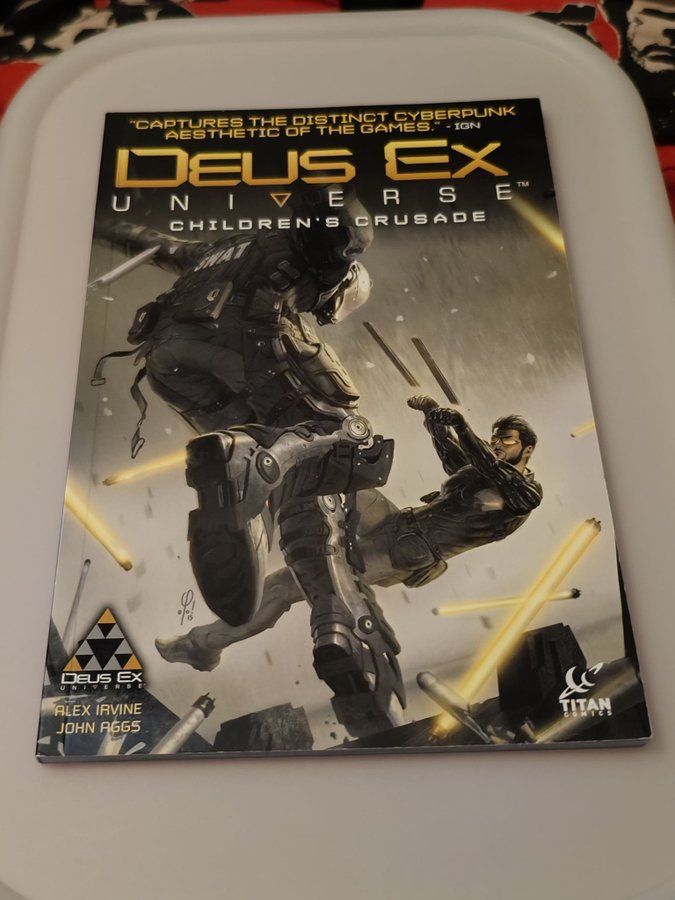 "CAPTURES THE DISTINCT CYBERPUNK
AESTHETIC OF THE GAMES." - IGN
DEUS EX
UNIVERSE™
CHILDREN'S CRUSADE
SWAT
DEUS EX
UNIVERSE
ALEX IRVINE
JOHN AGGS
TITAN
COMICS